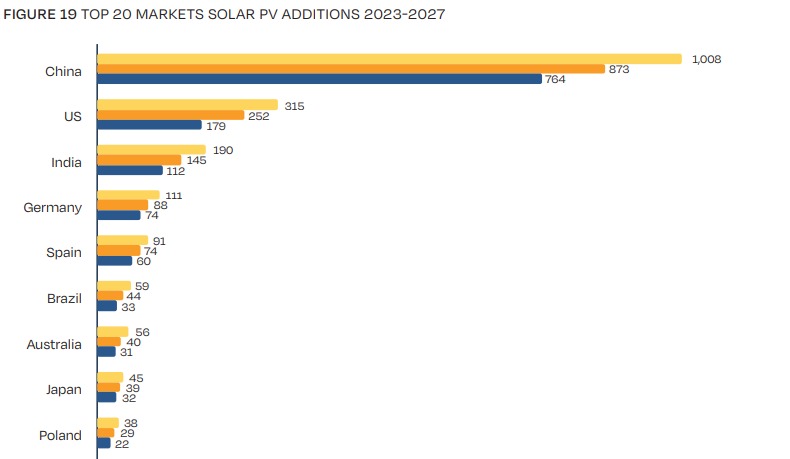 FIGURE 19 TOP 20 MARKETS SOLAR PV ADDITIONS 2023-2027
China
1,008
873
764
US
315
252
179
India
190
145
112
Germany
111
88
74
Spain
91
74
60
Brazil
59
44
33
Australia
56
40
31
Japan
45
39
32
Poland
38
29
22